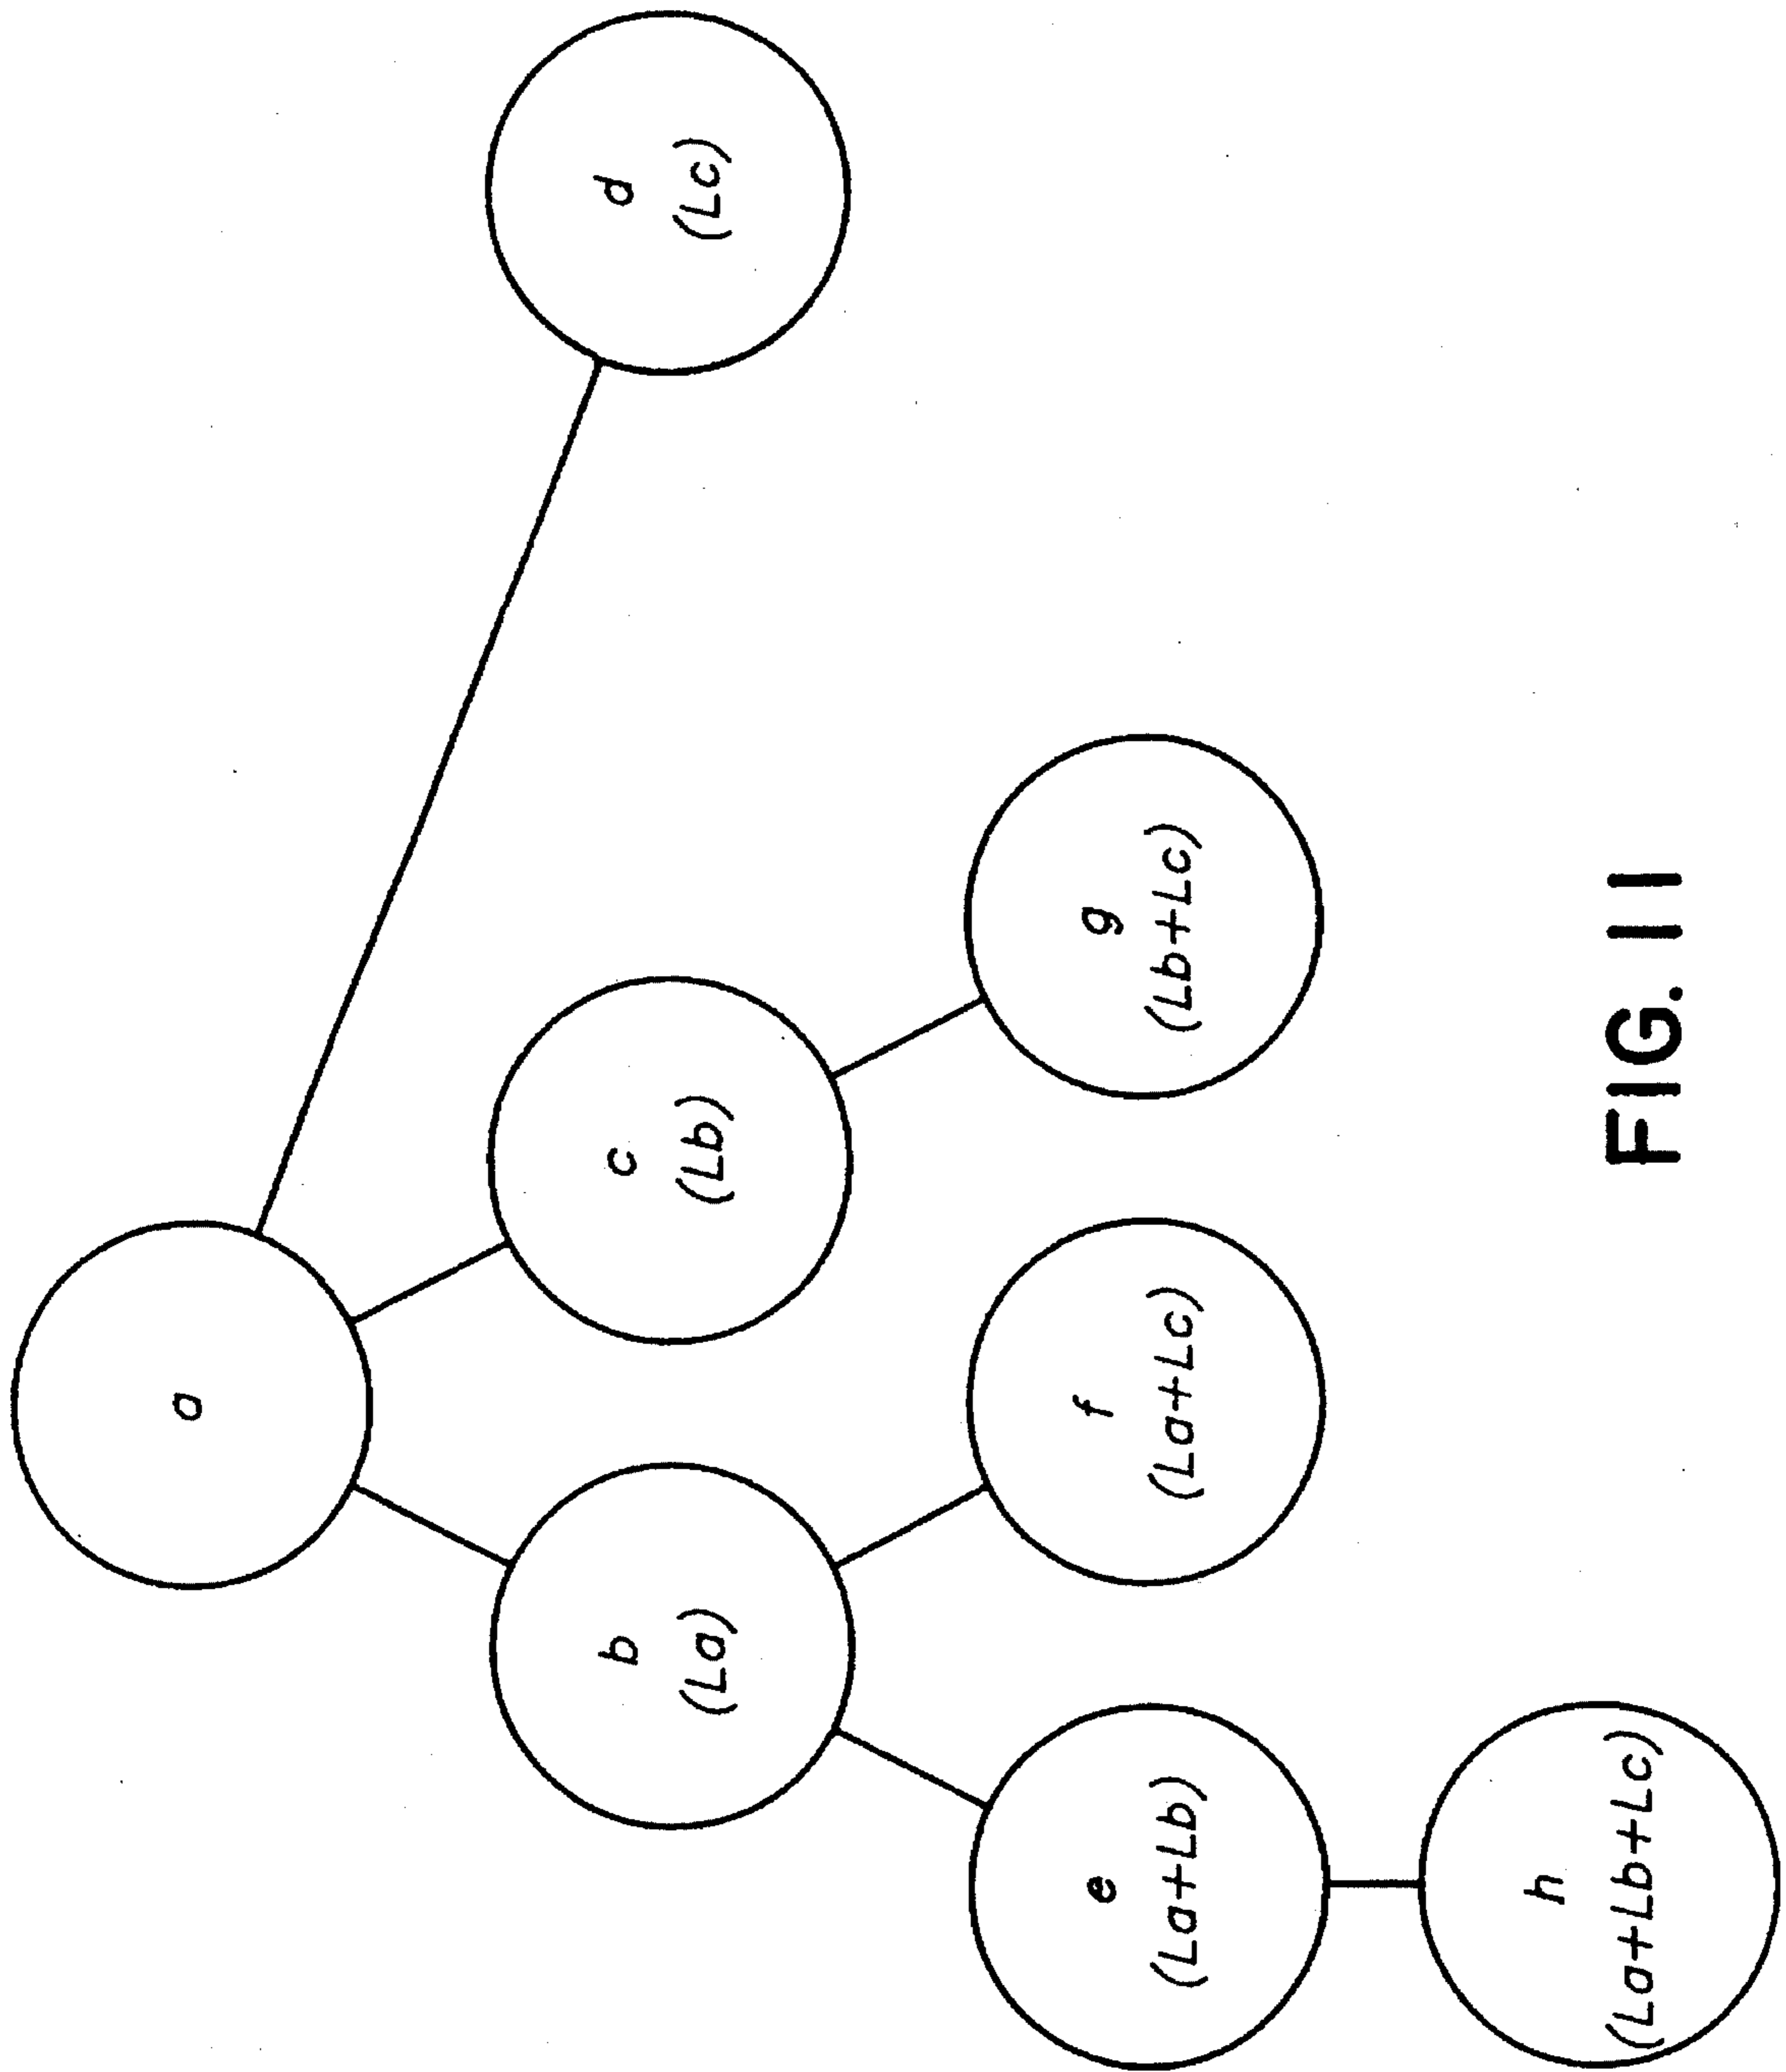 a
b
(La)
c
(Lb)
d
(Lc)
e
(La+Lb)
f
(La+Lc)
g
(Lb+Lc)
h
(La+Lb+Lc)
FIG. 11